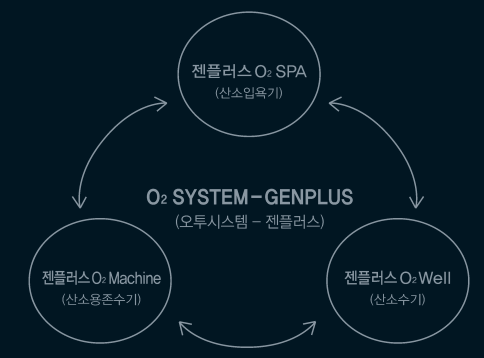 젠플러스 O₂ SPA
(산소입욕기)
O₂ SYSTEM-GENPLUS
(오투시스템 - 젠플러스)
젠플러스 O₂ Machine
(산소용존수기)
젠플러스 O₂ Well
(산소수기)